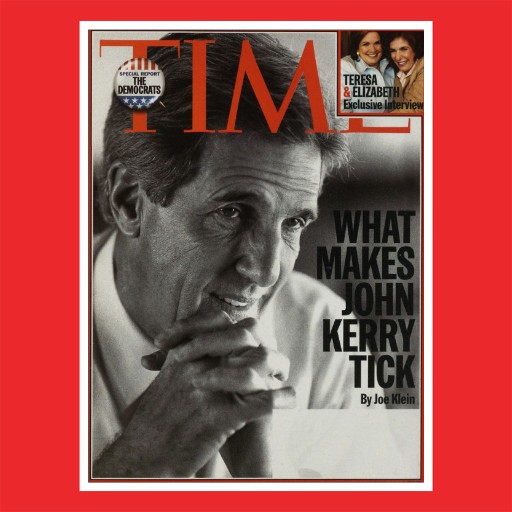 TIME
SPECIAL REPORT
THE
DEMOCRATS
TERESA
& ELIZABETH
Exclusive Interview
WHAT
MAKES
JOHN
KERRY
TICK
By Joe Klein